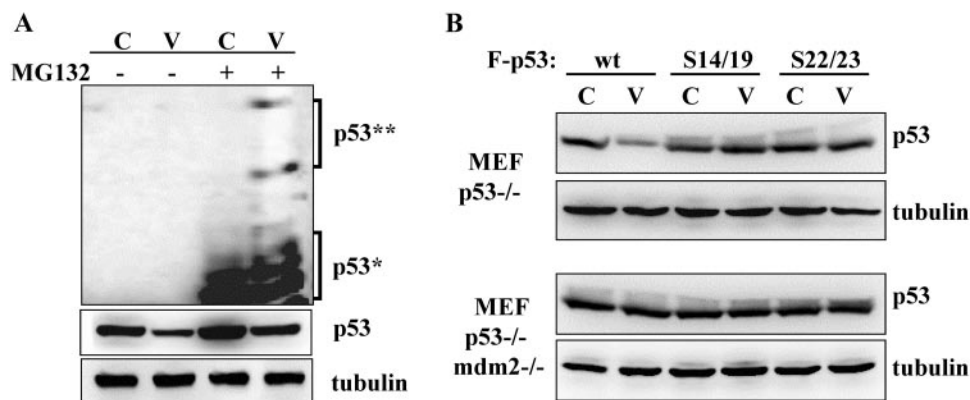 A
C V C V
MG132 - - + +
p53**
p53*
p53
tubulin
B
F-p53: wt S14/19 S22/23
C V C V C V
MEF
p53-/-
p53
tubulin
MEF
p53-/-
mdm2-/-
p53
tubulin